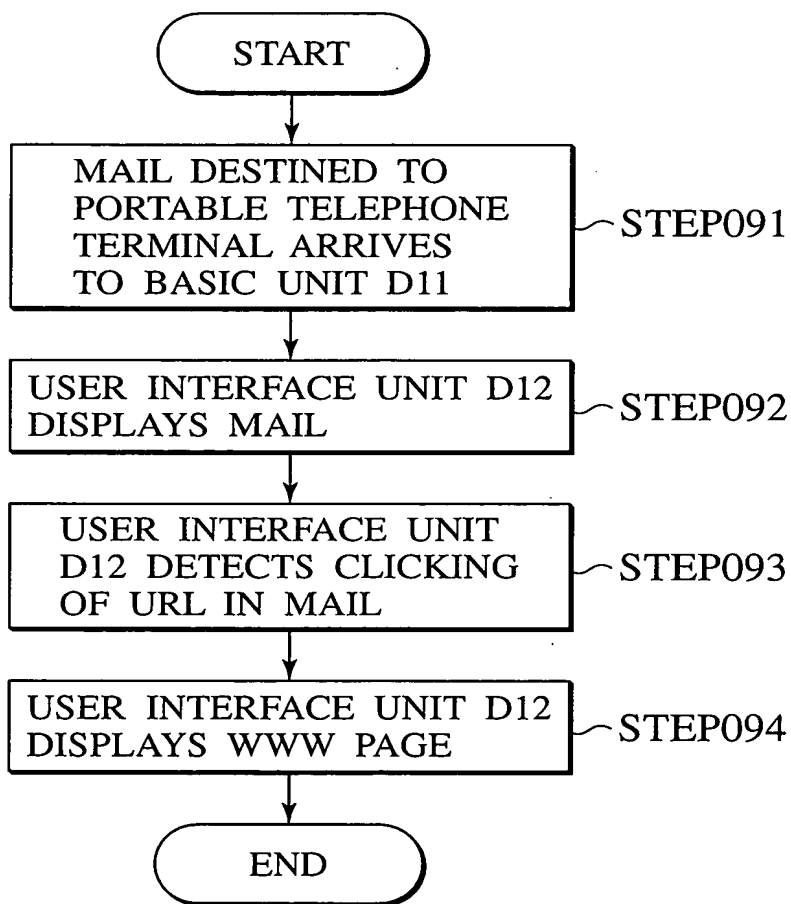 START
MAIL DESTINED TO
PORTABLE TELEPHONE
TERMINAL ARRIVES
TO BASIC UNIT D11
STEP091
USER INTERFACE UNIT D12
DISPLAYS MAIL
STEP092
USER INTERFACE UNIT
D12 DETECTS CLICKING
OF URL IN MAIL
STEP093
USER INTERFACE UNIT D12
DISPLAYS WWW PAGE
STEP094
END